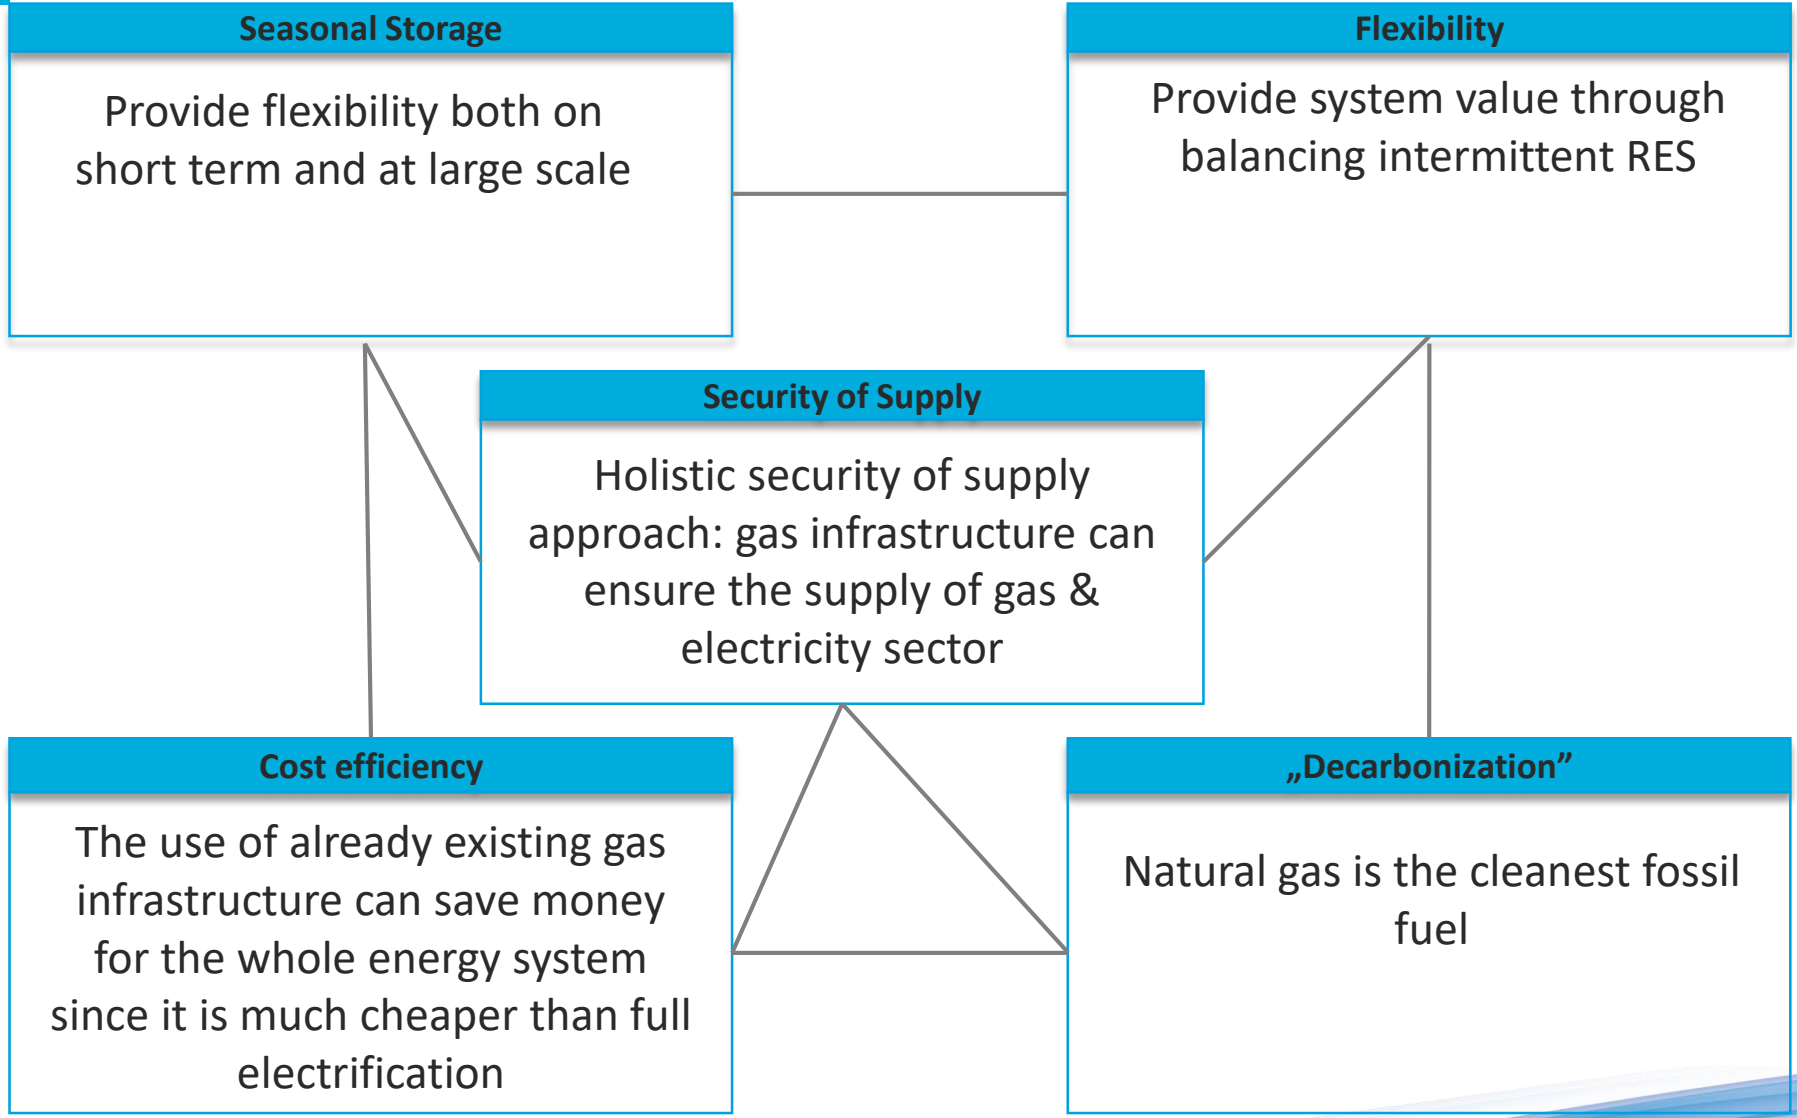 Seasonal Storage
Provide flexibility both on
short term and at large scale
Flexibility
Provide system value through
balancing intermittent RES
Security of Supply
Holistic security of supply
approach: gas infrastructure can
ensure the supply of gas &
electricity sector
Cost efficiency
The use of already existing gas
infrastructure can save money
for the whole energy system
since it is much cheaper than full
electrification
„Decarbonization”
Natural gas is the cleanest fossil
fuel